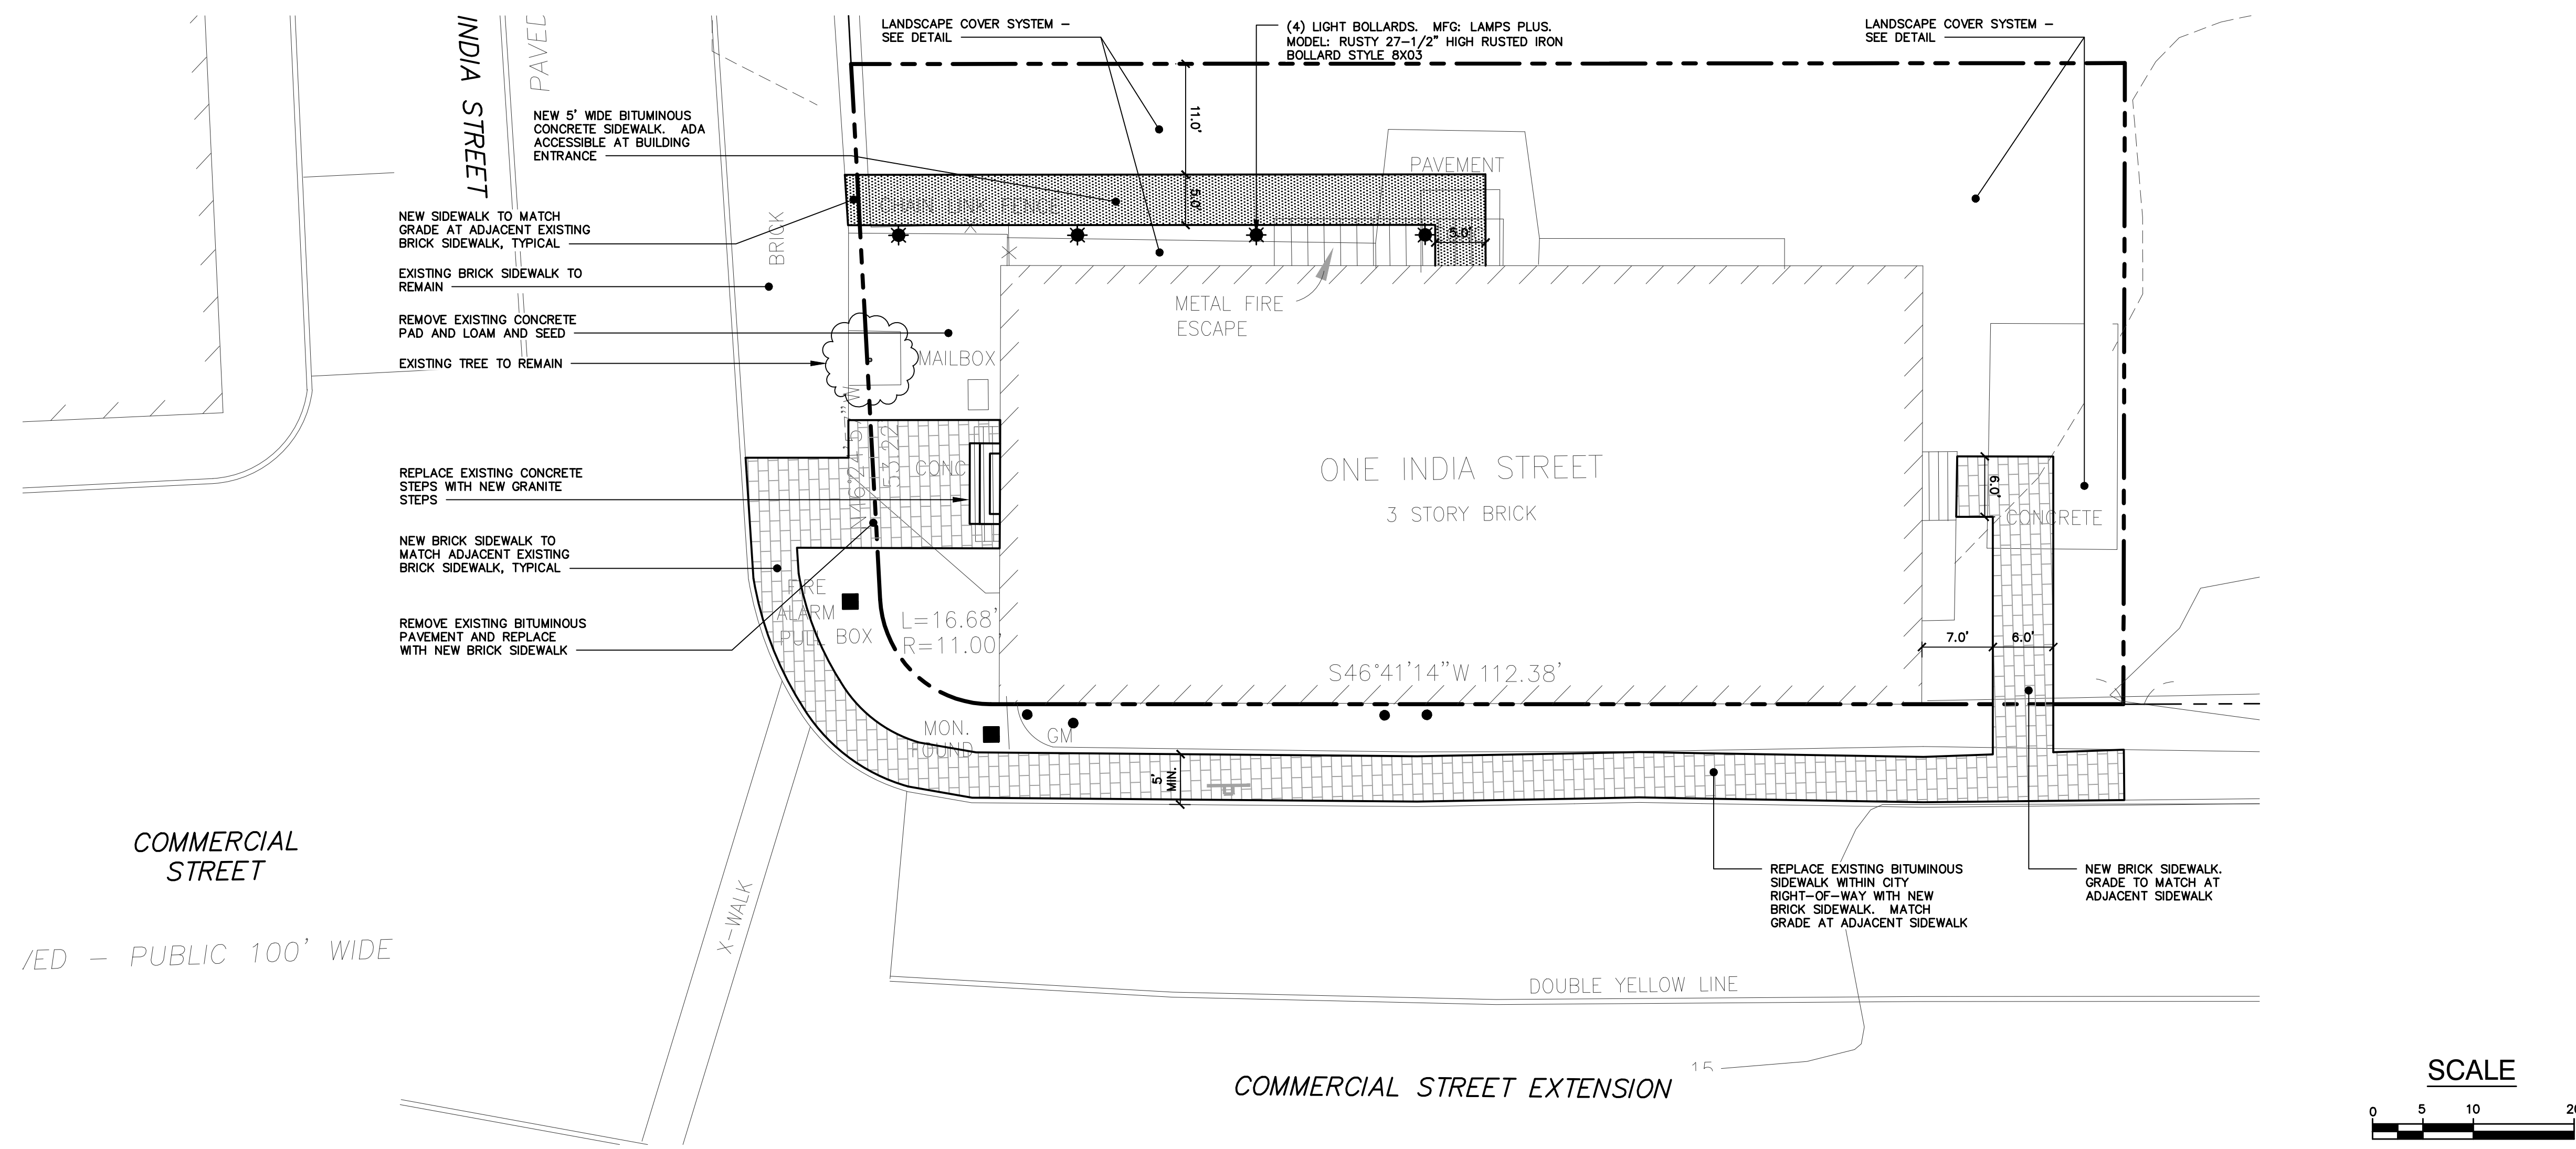 INDIA STREET
PAVED
LANDSCAPE COVER SYSTEM –
SEE DETAIL
(4) LIGHT BOLLARDS. MFG: LAMPS PLUS.
MODEL: RUSTY 27–1/2" HIGH RUSTED IRON
BOLLARD STYLE 8X03
LANDSCAPE COVER SYSTEM –
SEE DETAIL
11.0'
NEW 5' WIDE BITUMINOUS
CONCRETE SIDEWALK. ADA
ACCESSIBLE AT BUILDING
ENTRANCE
PAVEMENT
5.0'
CHAIN LINK FENCE
5.0'
NEW SIDEWALK TO MATCH
GRADE AT ADJACENT EXISTING
BRICK SIDEWALK, TYPICAL
BRICK
EXISTING BRICK SIDEWALK TO
REMAIN
METAL FIRE
ESCAPE
REMOVE EXISTING CONCRETE
PAD AND LOAM AND SEED
EXISTING TREE TO REMAIN
MAILBOX
53.22
CONC
ONE INDIA STREET
3 STORY BRICK
REPLACE EXISTING CONCRETE
STEPS WITH NEW GRANITE
STEPS
6.0'
CONCRETE
NEW BRICK SIDEWALK TO
MATCH ADJACENT EXISTING
BRICK SIDEWALK, TYPICAL
FIRE
ALARM
PULL BOX
L=16.68'
R=11.00'
REMOVE EXISTING BITUMINOUS
PAVEMENT AND REPLACE
WITH NEW BRICK SIDEWALK
7.0'
6.0'
S46°41'14"W 112.38'
MON.
FOUND
GM
5'
MIN.
COMMERCIAL
STREET
X–WALK
REPLACE EXISTING BITUMINOUS
SIDEWALK WITHIN CITY
RIGHT–OF–WAY WITH NEW
BRICK SIDEWALK. MATCH
GRADE AT ADJACENT SIDEWALK
NEW BRICK SIDEWALK.
GRADE TO MATCH AT
ADJACENT SIDEWALK
/ED – PUBLIC 100' WIDE
DOUBLE YELLOW LINE
15
COMMERCIAL STREET EXTENSION
SCALE
0 5 10 20